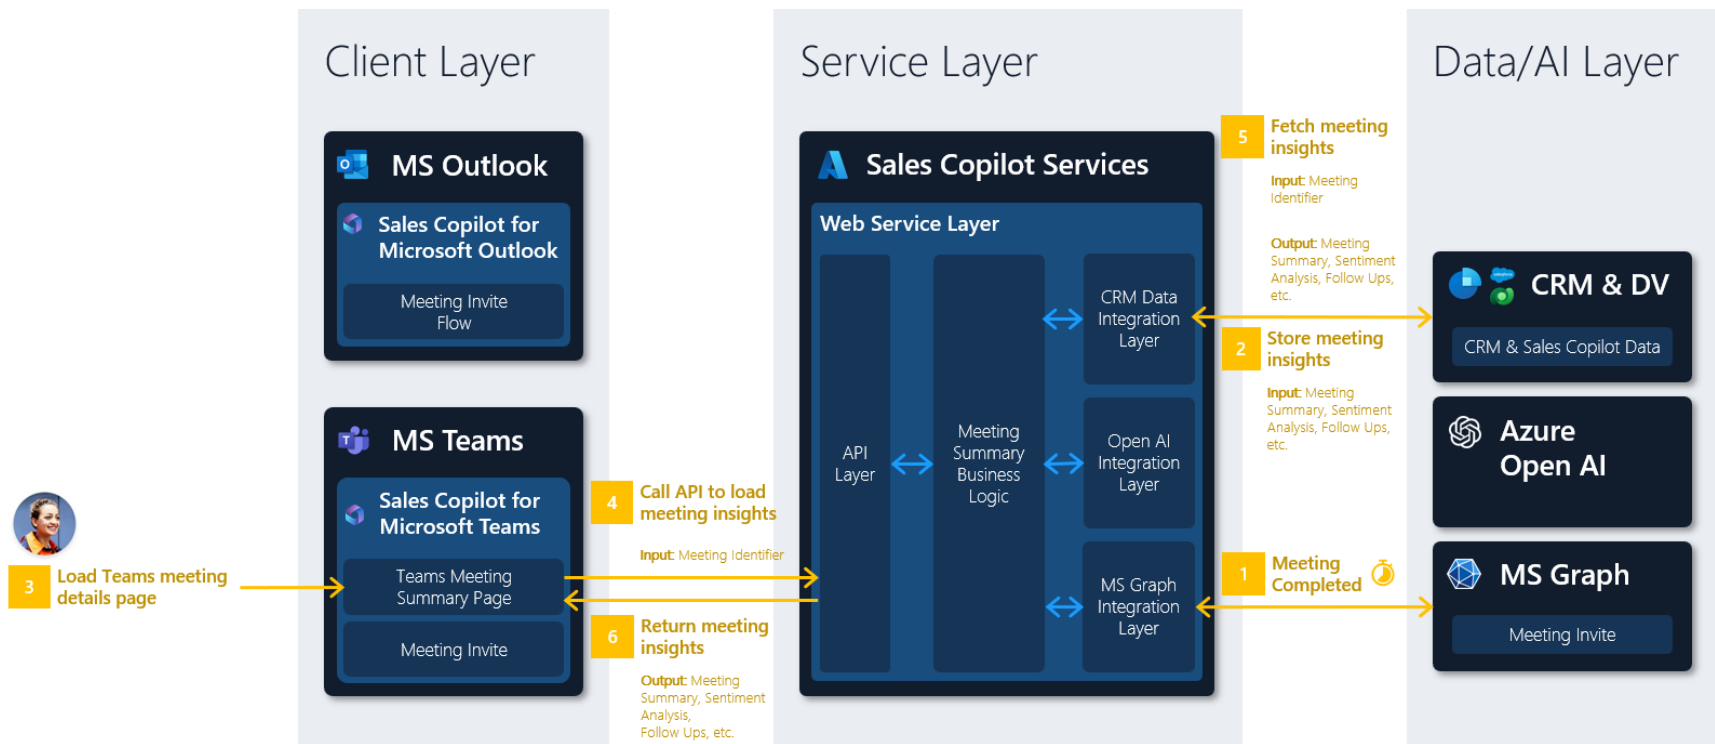 Client Layer
Service Layer
Data/AI Layer
MS Outlook
Sales Copilot for
Microsoft Outlook
Meeting Invite
Flow
MS Teams
Sales Copilot for
Microsoft Teams
Teams Meeting
Summary Page
Meeting Invite
3
Load Teams meeting
details page
4
Call API to load
meeting insights
Input: Meeting Identifier
6
Return meeting
insights
Output: Meeting
Summary, Sentiment
Analysis,
Follow Ups, etc.
Sales Copilot Services
Web Service Layer
API
Layer
Meeting
Summary
Business
Logic
CRM Data
Integration
Layer
Open AI
Integration
Layer
MS Graph
Integration
Layer
5
Fetch meeting
insights
Input: Meeting
Identifier
Output: Meeting
Summary, Sentiment
Analysis, Follow Ups,
etc.
2
Store meeting
insights
Input: Meeting
Summary, Sentiment
Analysis, Follow Ups,
etc.
1
Meeting
Completed
CRM & DV
CRM & Sales Copilot Data
Azure
Open AI
MS Graph
Meeting Invite